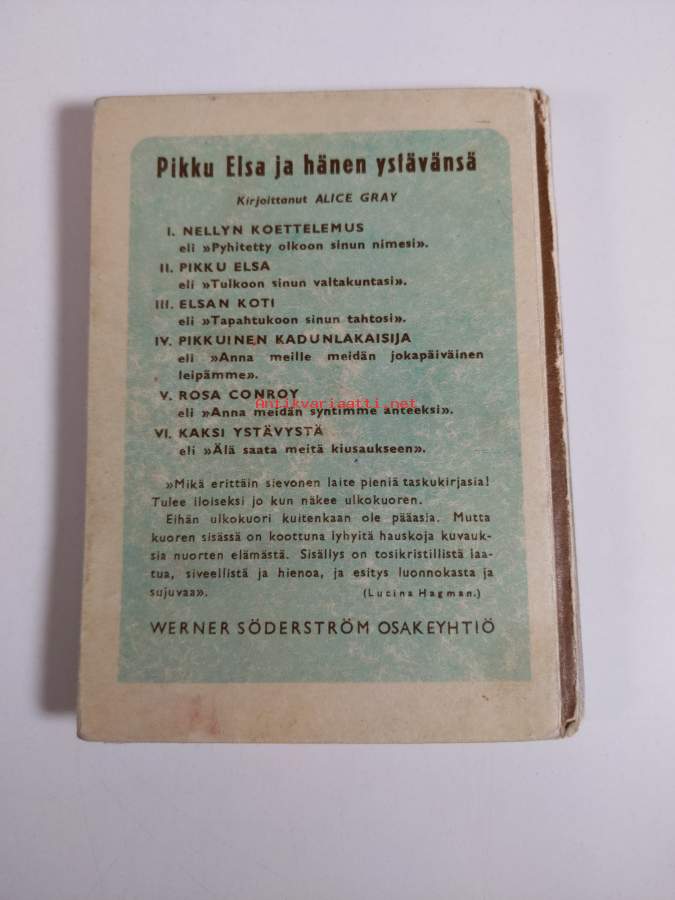 Pikku Elsa ja hänen ystävänsä
Kirjoittanut ALICE GRAY
I. NELLYN KOETTELEMUS
eli »Pyhitetty olkoon sinun nimesi».
II. PIKKU ELSA
eli »Tulkoon sinun valtakuntasi».
III. ELSAN KOTI
eli »Tapahtukoon sinun tahtosi».
IV. PIKKUINEN KADUNLAKAISIJA
eli »Anna meille meidän jokapäiväinen
leipämme».
V. ROSA CONROY
Antikvariaatti.net
eli »Anna meidän syntimme anteeksi».
VI. KAKSI YSTÄVYSTÄ
eli »Älä saata meitä kiusaukseen».
»Mikä erittäin sievonen laite pieniä taskukirjasia!
Tulee iloiseksi jo kun näkee ulkokuoren.
Eihän ulkokuori kuitenkaan ole pääasia. Mutta
kuoren sisässä on koottuna lyhyitä hauskoja kuvauk-
sia nuorten elämästä. Sisällys on tosikristillistä laa-
tua, siveellistä ja hienoa, ja esitys luonnokasta ja
sujuvaa». (Lucina Hagman.)
WERNER SÖDERSTRÖM OSAKEYHTIÖ